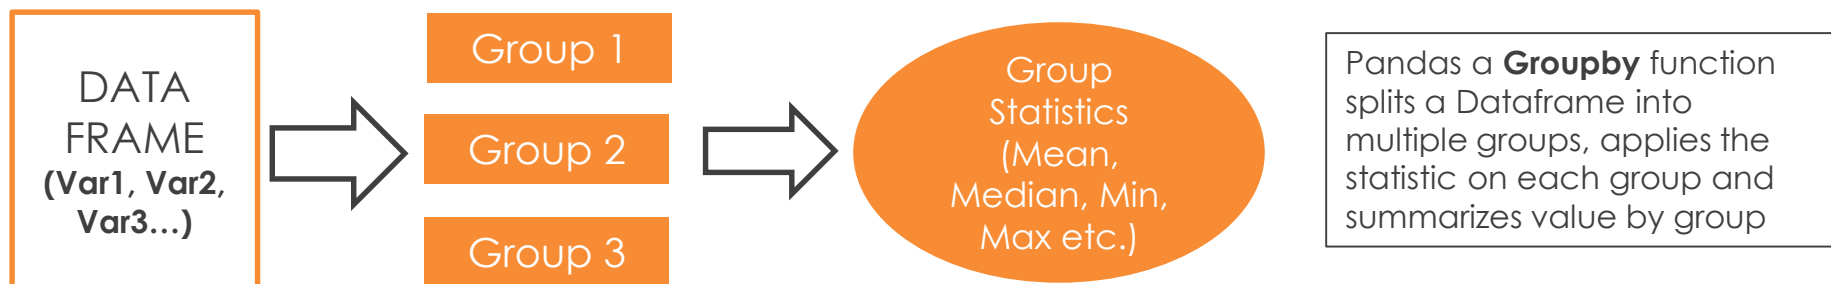 DATA
FRAME
(Var1, Var2,
Var3...)
Group 1
Group 2
Group 3
Group
Statistics
(Mean,
Median, Min,
Max etc.)
Pandas a Groupby function
splits a Dataframe into
multiple groups, applies the
statistic on each group and
summarizes value by group